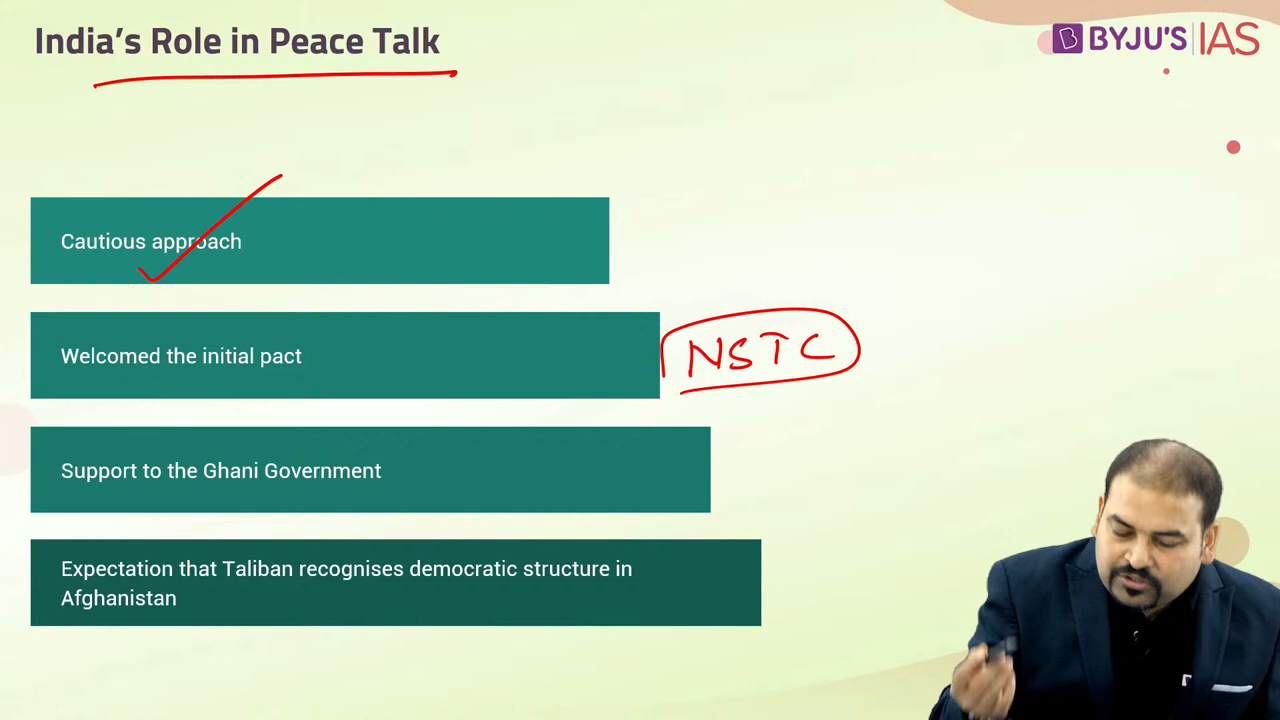 India's Role in Peace Talk
BYJU'S IAS
Cautious approach
Welcomed the initial pact
NSTC
Support to the Ghani Government
Expectation that Taliban recognises democratic structure in
Afghanistan